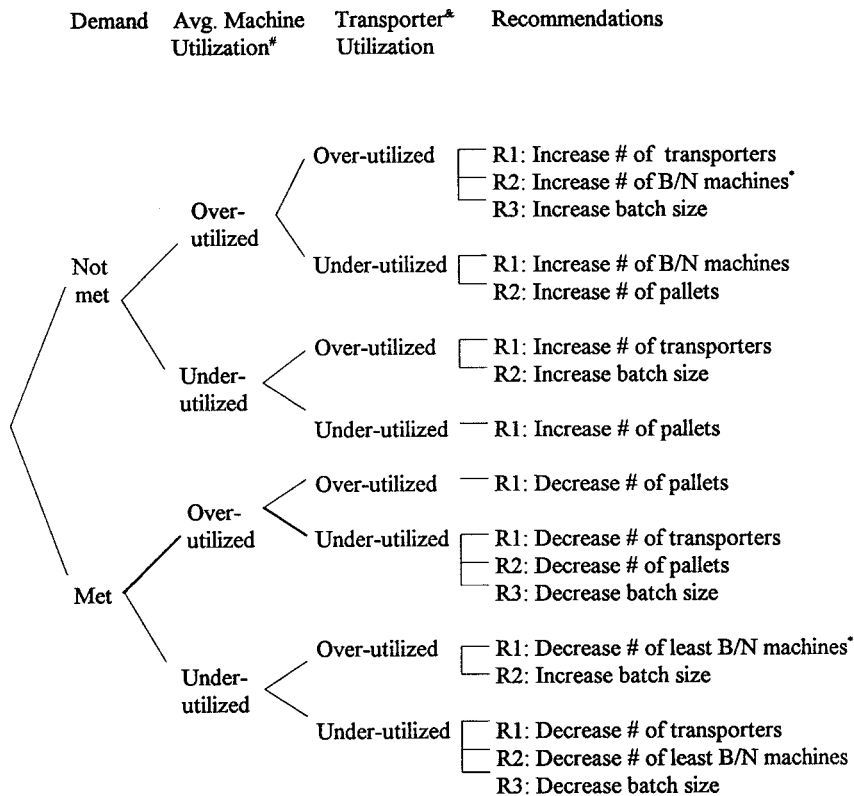 Demand Avg. Machine Transporter& Recommendations
Utilization# Utilization
Over-utilized R1: Increase # of transporters
R2: Increase # of B/N machines*
R3: Increase batch size
Over-
utilized
Under-utilized R1: Increase # of B/N machines
R2: Increase # of pallets
Not
met
Over-utilized R1: Increase # of transporters
R2: Increase batch size
Under-
utilized
Under-utilized R1: Increase # of pallets
Over-utilized R1: Decrease # of pallets
Over-
utilized
Under-utilized R1: Decrease # of transporters
R2: Decrease # of pallets
R3: Decrease batch size
Met
Over-utilized R1: Decrease # of least B/N machines*
R2: Increase batch size
Under-
utilized
Under-utilized R1: Decrease # of transporters
R2: Decrease # of least B/N machines
R3: Decrease batch size